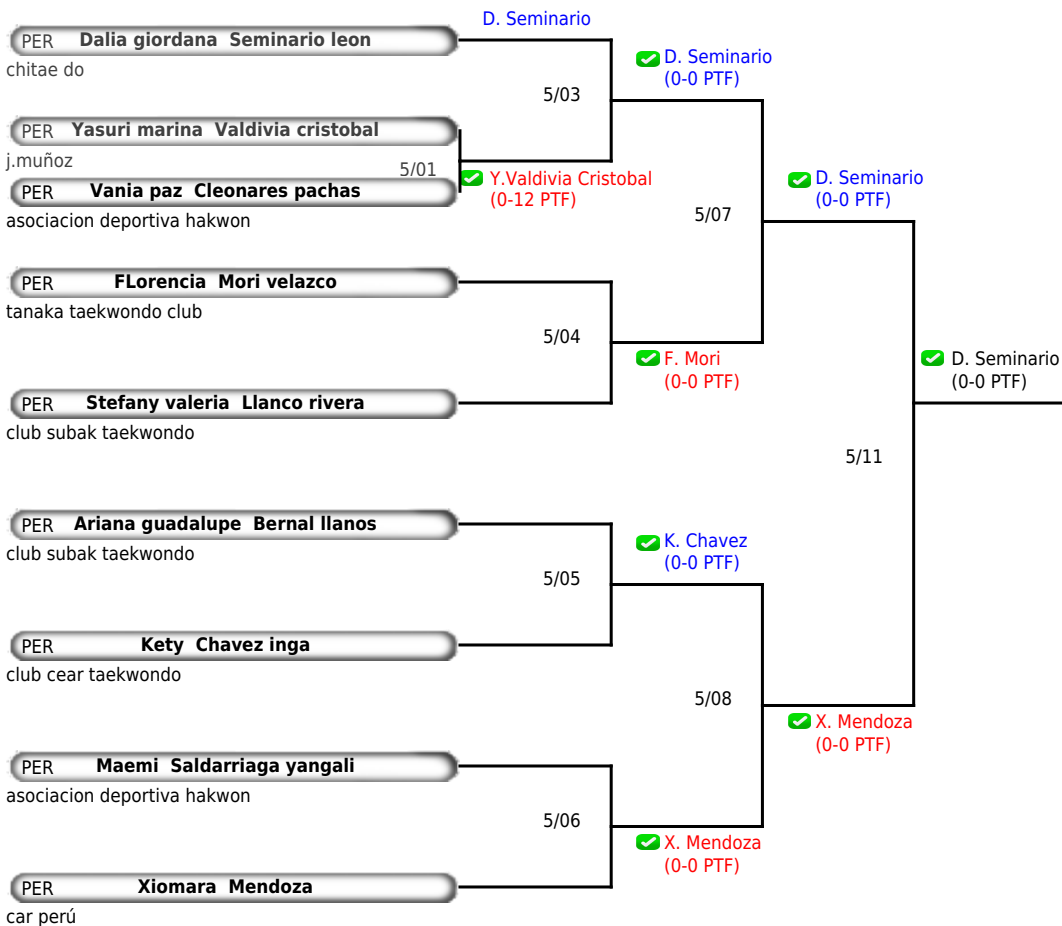 D. Seminario
PER Dalia giordana Seminario leon
chitae do
D. Seminario
(0-0 PTF)
5/03
PER Yasuri marina Valdivia cristobal
j.muñoz
5/01
Y.Valdivia Cristobal
(0-12 PTF)
PER Vania paz Cleonares pachas
asociacion deportiva hakwon
D. Seminario
(0-0 PTF)
5/07
PER FLorencia Mori velazco
tanaka taekwondo club
5/04
F. Mori
(0-0 PTF)
D. Seminario
(0-0 PTF)
PER Stefany valeria Llanco rivera
club subak taekwondo
5/11
PER Ariana guadalupe Bernal llanos
club subak taekwondo
K. Chavez
(0-0 PTF)
5/05
PER Kety Chavez inga
club cear taekwondo
5/08
X. Mendoza
(0-0 PTF)
PER Maemi Saldarriaga yangali
asociacion deportiva hakwon
5/06
X. Mendoza
(0-0 PTF)
PER Xiomara Mendoza
car perú